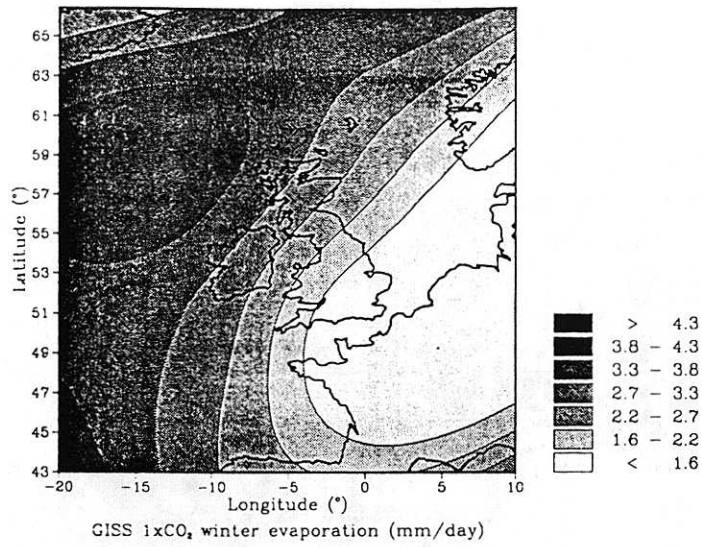 65
63
61
59
57
55
53
51
49
47
45
43
Latitude (°)
−20 −15 −10 −5 0 5 10
Longitude (°)
GISS 1xCO₂ winter evaporation (mm/day)
> 4.3
3.8 − 4.3
3.3 − 3.8
2.7 − 3.3
2.2 − 2.7
1.6 − 2.2
< 1.6